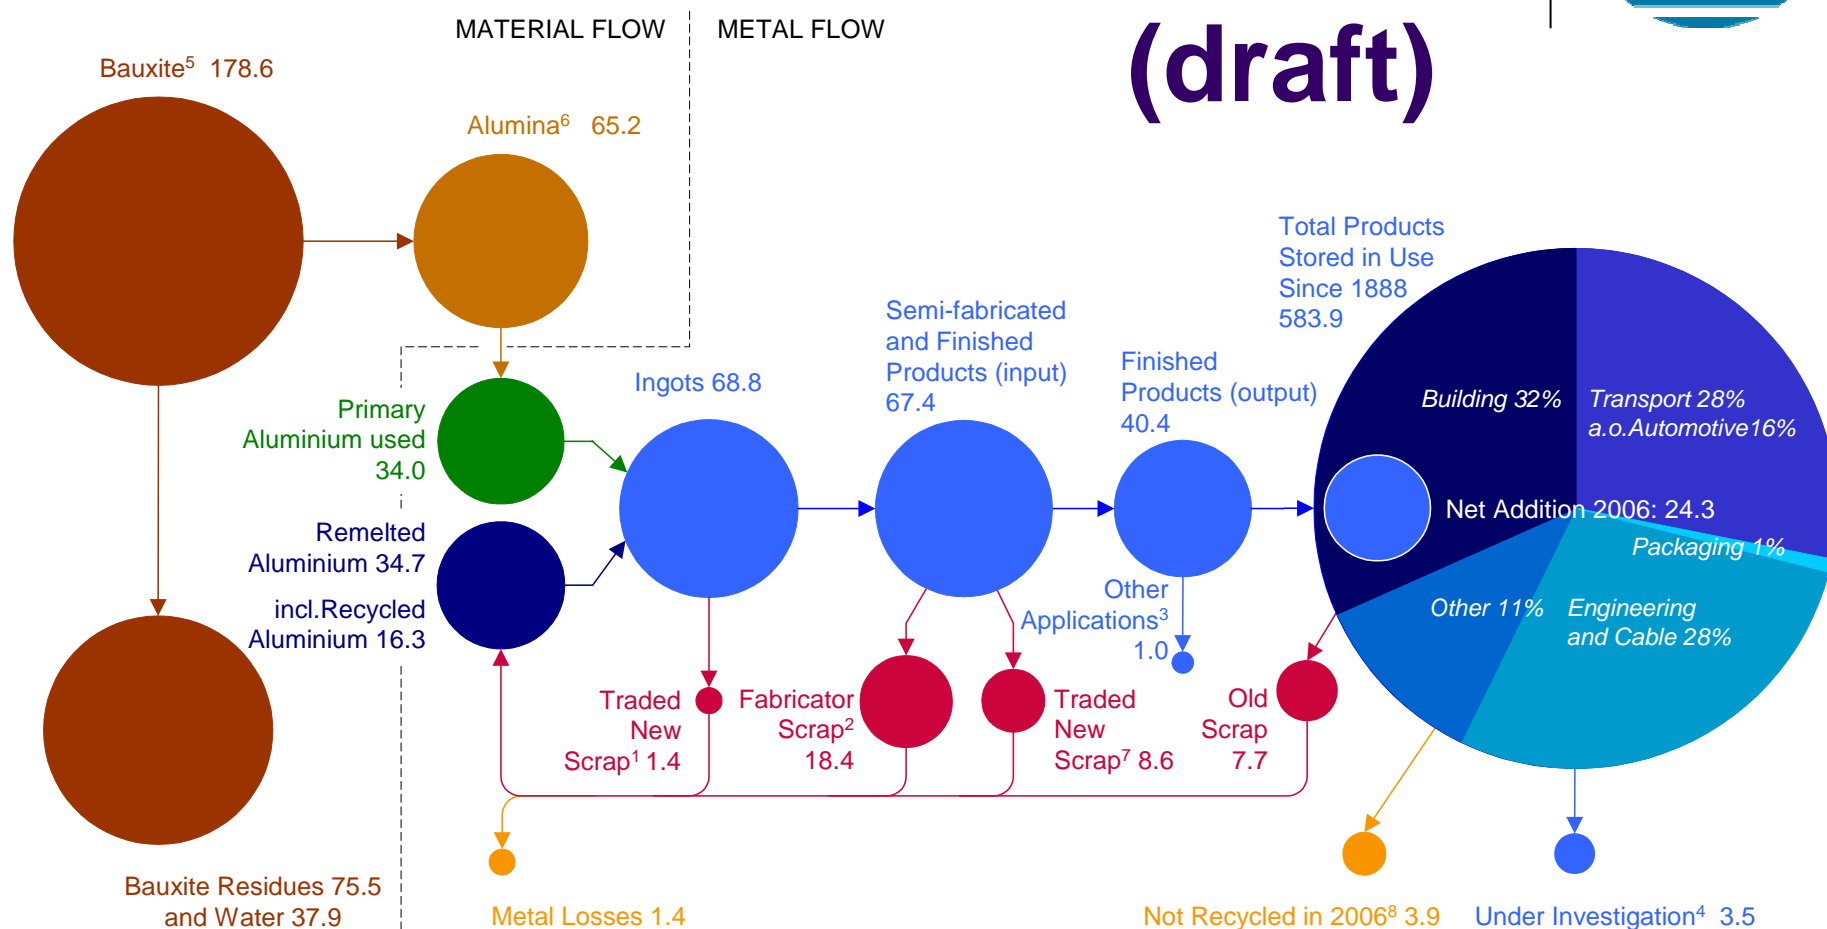 (draft)
MATERIAL FLOW
METAL FLOW
Bauxite⁵ 178.6
Alumina⁶ 65.2
Total Products
Stored in Use
Since 1888
583.9
Semi-fabricated
and Finished
Products (input)
67.4
Finished
Products (output)
40.4
Ingots 68.8
Primary
Aluminium used
34.0
Building 32%
Transport 28%
a.o.Automotive16%
Net Addition 2006: 24.3
Packaging 1%
Remelted
Aluminium 34.7
incl.Recycled
Aluminium 16.3
Other
Applications³
1.0
Other 11%
Engineering
and Cable 28%
Traded
New
Scrap¹ 1.4
Fabricator
Scrap²
18.4
Traded
New
Scrap⁷ 8.6
Old
Scrap
7.7
Bauxite Residues 75.5
and Water 37.9
Metal Losses 1.4
Not Recycled in 2006⁸ 3.9
Under Investigation⁴ 3.5